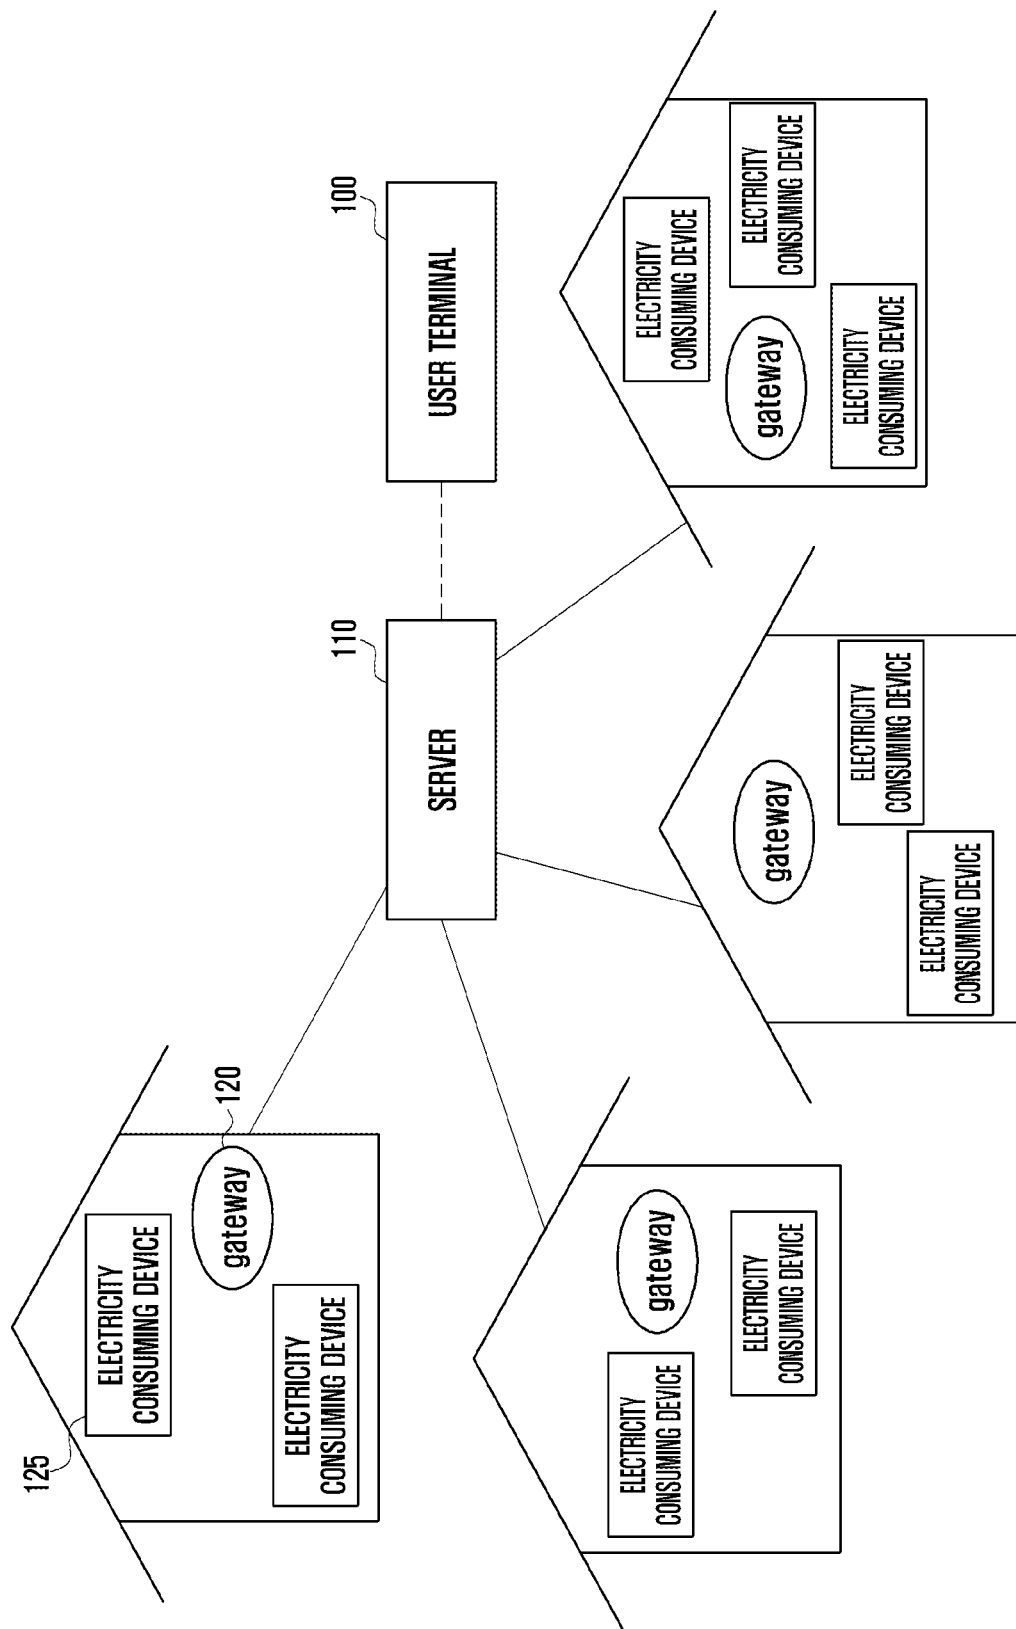 125
ELECTRICITY
CONSUMING DEVICE
gateway
120
ELECTRICITY
CONSUMING DEVICE
SERVER
110
USER TERMINAL
100
ELECTRICITY
CONSUMING DEVICE
gateway
ELECTRICITY
CONSUMING DEVICE
gateway
ELECTRICITY
CONSUMING DEVICE
ELECTRICITY
CONSUMING DEVICE
ELECTRICITY
CONSUMING DEVICE
gateway
ELECTRICITY
CONSUMING DEVICE
ELECTRICITY
CONSUMING DEVICE